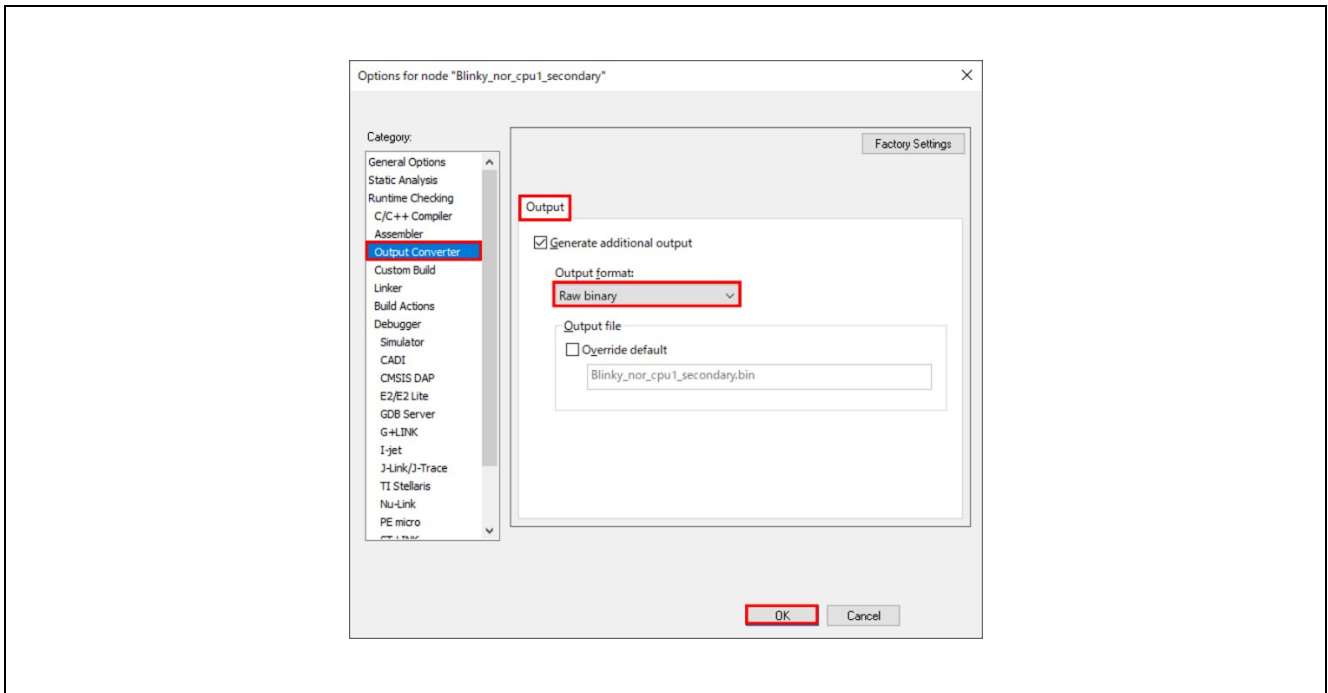 Options for node "Blinky_nor_cpu1_secondary"
Category:
General Options
Static Analysis
Runtime Checking
C/C++ Compiler
Assembler
Output Converter
Custom Build
Linker
Build Actions
Debugger
Simulator
CADI
CMSIS DAP
E2/E2 Lite
GDB Server
G+LINK
I-jet
J-Link/J-Trace
TI Stellaris
Nu-Link
PE micro
Factory Settings
Output
Generate additional output
Output format:
Raw binary
Output file
Override default
Blinky_nor_cpu1_secondary.bin
OK
Cancel